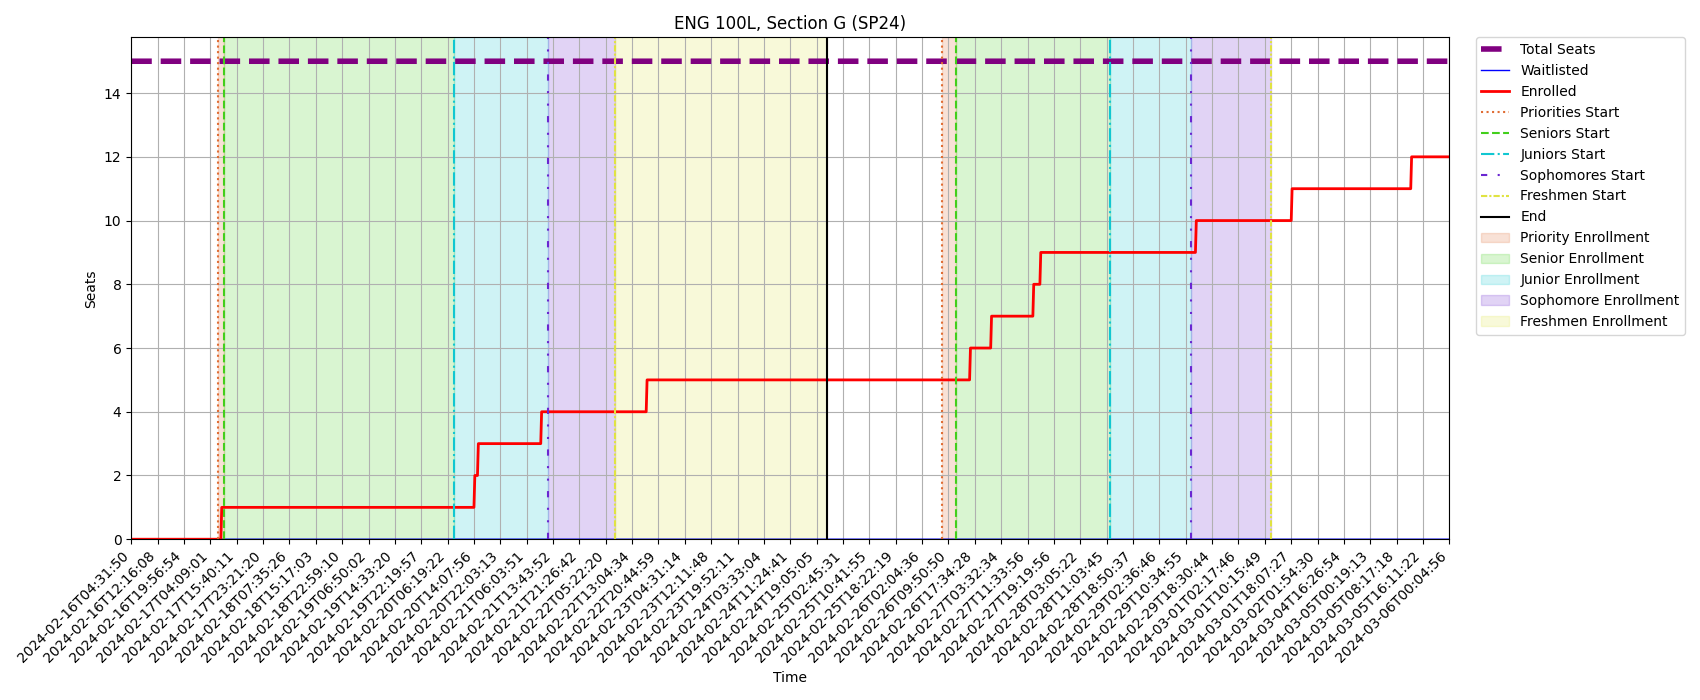 ENG 100L, Section G (SP24)
Seats
14
12
10
8
6
4
2
0
2024-02-16T04:31:50
2024-02-16T12:16:08
2024-02-16T19:56:54
2024-02-17T04:09:01
2024-02-17T15:40:11
2024-02-17T23:21:20
2024-02-18T07:35:26
2024-02-18T15:17:03
2024-02-18T22:59:10
2024-02-19T06:50:02
2024-02-19T14:33:20
2024-02-19T22:19:57
2024-02-20T06:19:22
2024-02-20T14:07:56
2024-02-20T22:03:13
2024-02-21T06:03:51
2024-02-21T13:43:52
2024-02-21T21:26:42
2024-02-22T05:22:20
2024-02-22T13:04:34
2024-02-22T20:44:59
2024-02-23T04:31:14
2024-02-23T12:11:48
2024-02-23T19:52:11
2024-02-24T03:33:04
2024-02-24T11:24:41
2024-02-24T19:05:05
2024-02-25T02:45:31
2024-02-25T10:41:55
2024-02-25T18:22:19
2024-02-26T02:04:36
2024-02-26T09:50:50
2024-02-26T17:34:28
2024-02-27T03:32:34
2024-02-27T11:33:56
2024-02-27T19:19:56
2024-02-28T03:05:22
2024-02-28T11:03:45
2024-02-28T18:50:37
2024-02-29T02:36:46
2024-02-29T10:34:55
2024-02-29T18:30:44
2024-03-01T02:17:46
2024-03-01T10:15:49
2024-03-01T18:07:27
2024-03-02T01:54:30
2024-03-04T16:26:54
2024-03-05T00:19:13
2024-03-05T08:17:18
2024-03-05T16:11:22
2024-03-06T00:04:56
Time
Total Seats
Waitlisted
Enrolled
Priorities Start
Seniors Start
Juniors Start
Sophomores Start
Freshmen Start
End
Priority Enrollment
Senior Enrollment
Junior Enrollment
Sophomore Enrollment
Freshmen Enrollment